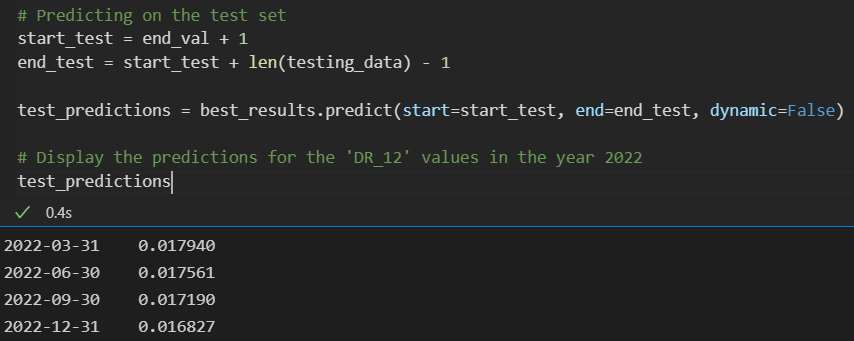 # Predicting on the test set
start_test = end_val + 1
end_test = start_test + len(testing_data) - 1
test_predictions = best_results.predict(start=start_test, end=end_test, dynamic=False)
# Display the predictions for the 'DR_12' values in the year 2022
test_predictions
0.4s
2022-03-31    0.017940
2022-06-30    0.017561
2022-09-30    0.017190
2022-12-31    0.016827